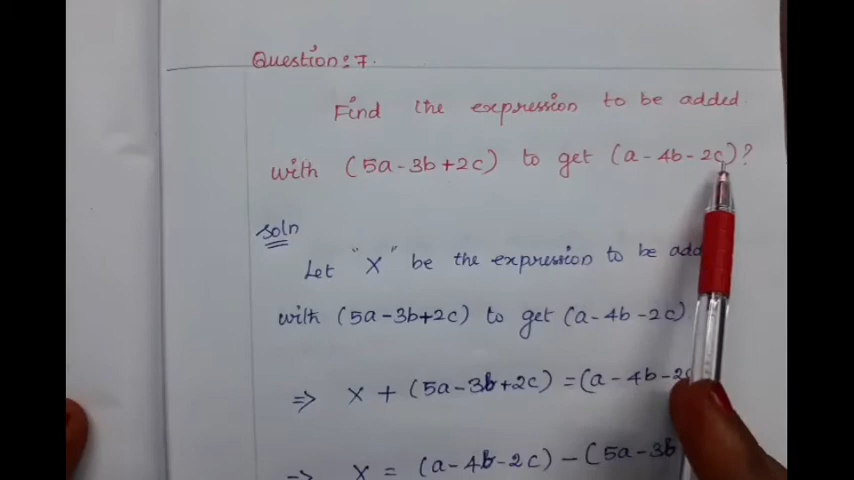 Question: 7.
Find the expression to be added
with (5a-3b+2c) to get (a-4b-2c)?
soln
Let "X" be the expression to be
with (5a-3b+2c) to get (a-4b-2c)
⇒ X + (5a-3b+2c) = (a-4b-2c
⇒ X = (a-4b-2c) - (5a-3b